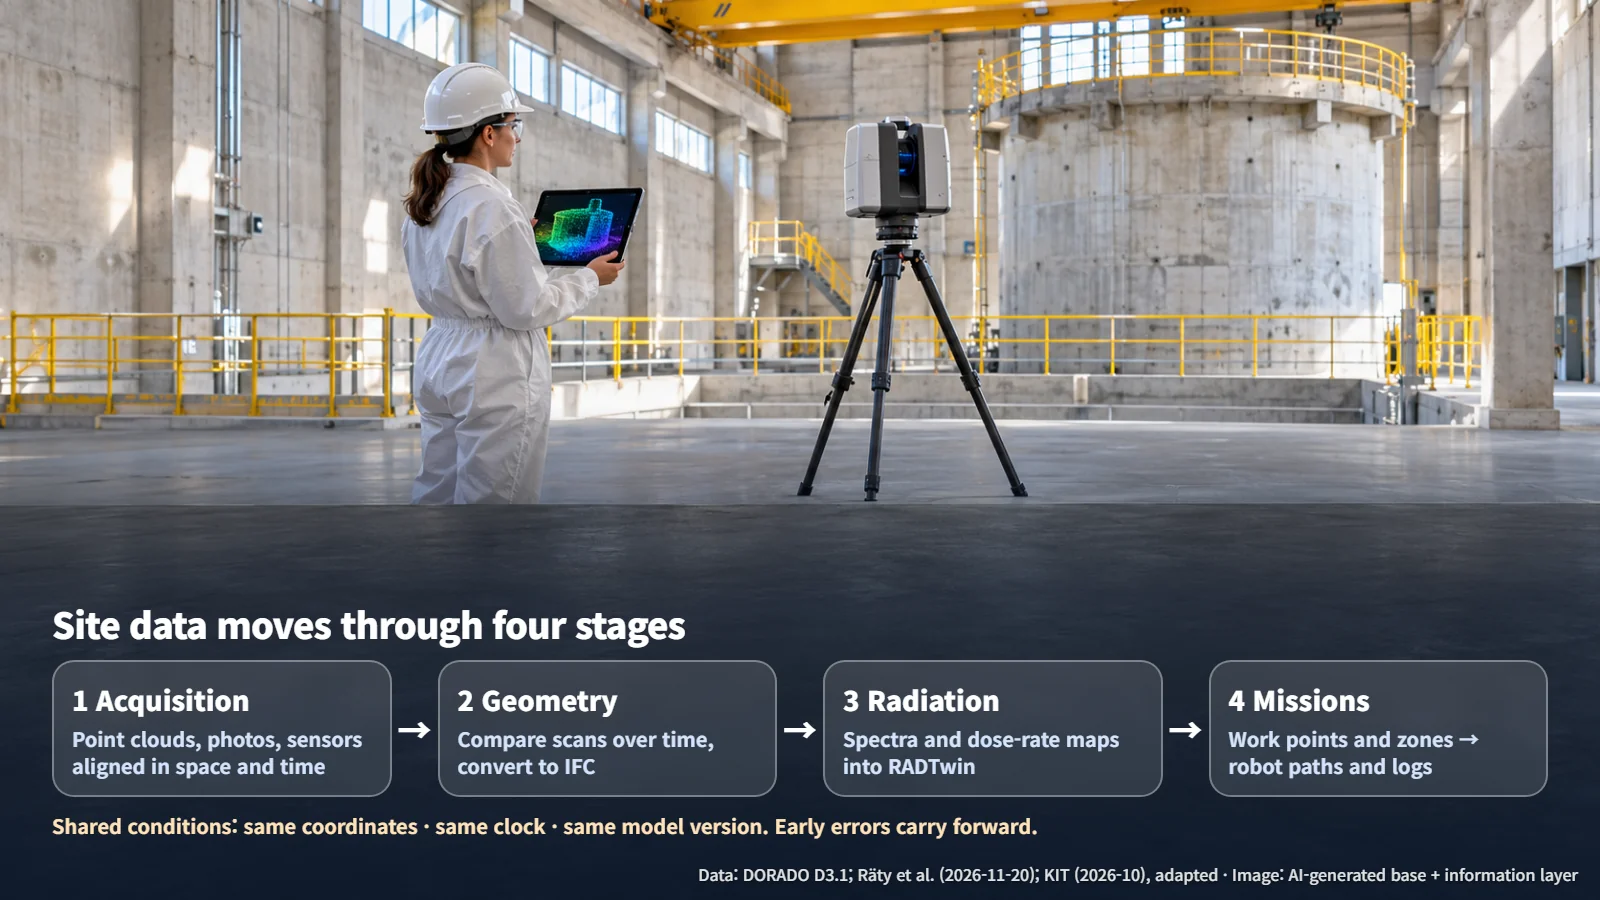 Site data moves through four stages
1 Acquisition
Point clouds, photos, sensors
aligned in space and time
→
2 Geometry
Compare scans over time,
convert to IFC
→
3 Radiation
Spectra and dose-rate maps
into RADTwin
→
4 Missions
Work points and zones →
robot paths and logs
Shared conditions: same coordinates · same clock · same model version. Early errors carry forward.
Data: DORADO D3.1; Räty et al. (2026-11-20); KIT (2026-10), adapted · Image: AI-generated base + information layer